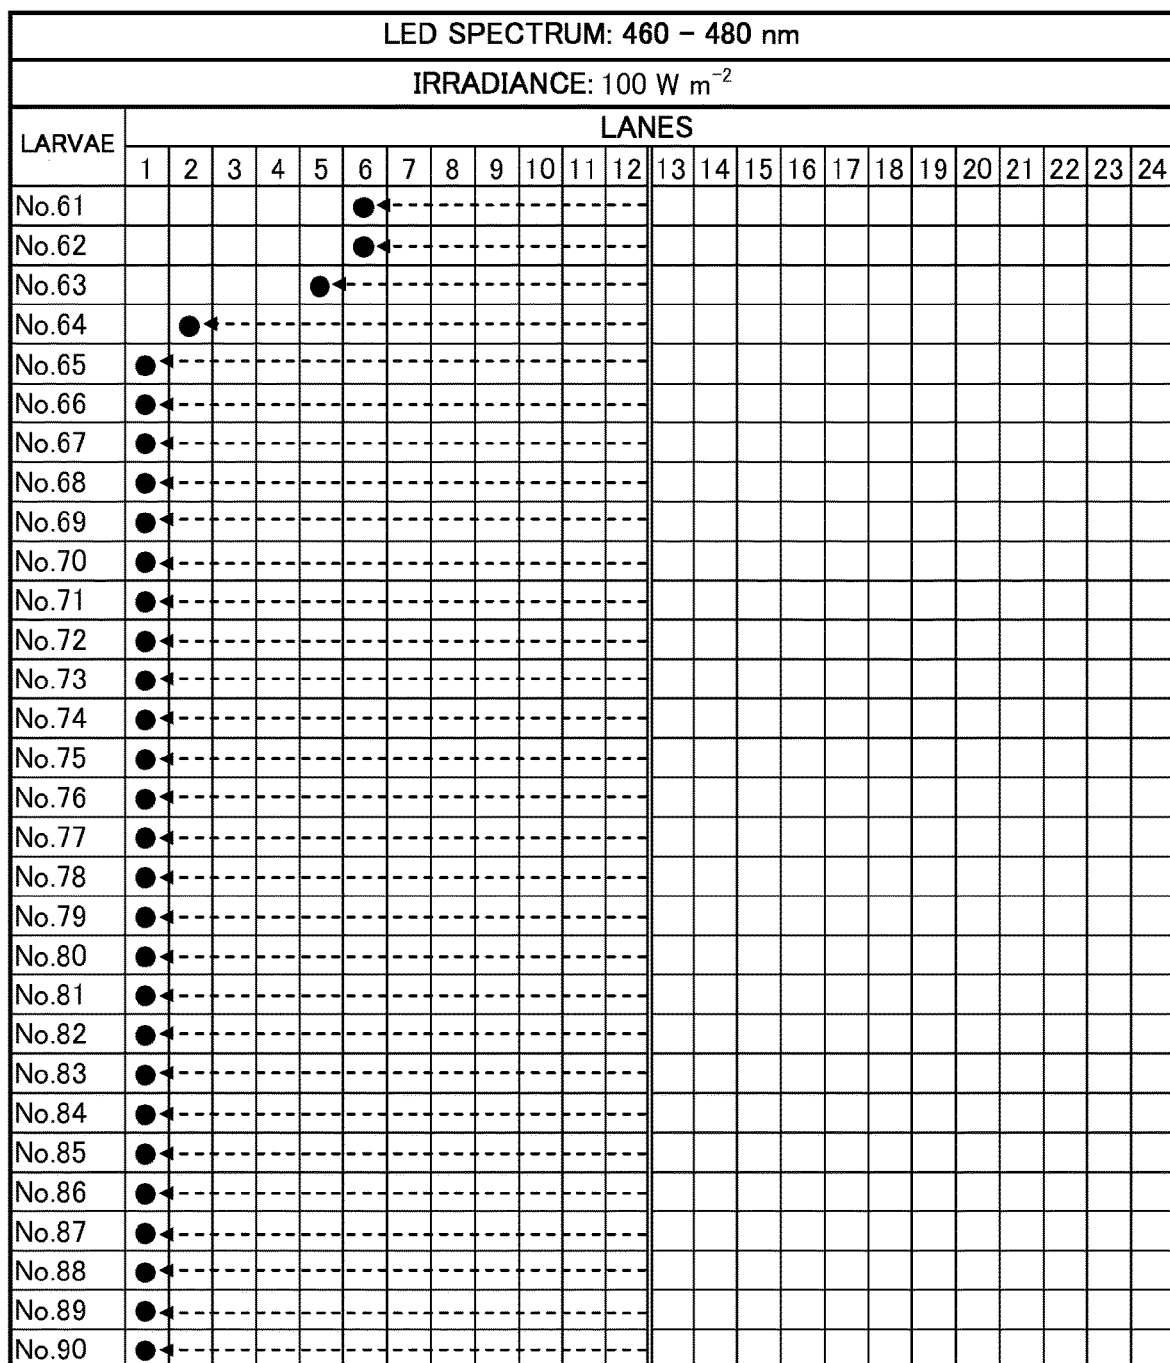 LED SPECTRUM: 460 – 480 nm
IRRADIANCE: 100 W m⁻²
LARVAE
LANES
1 2 3 4 5 6 7 8 9 10 11 12 13 14 15 16 17 18 19 20 21 22 23 24
No.61
No.62
No.63
No.64
No.65
No.66
No.67
No.68
No.69
No.70
No.71
No.72
No.73
No.74
No.75
No.76
No.77
No.78
No.79
No.80
No.81
No.82
No.83
No.84
No.85
No.86
No.87
No.88
No.89
No.90